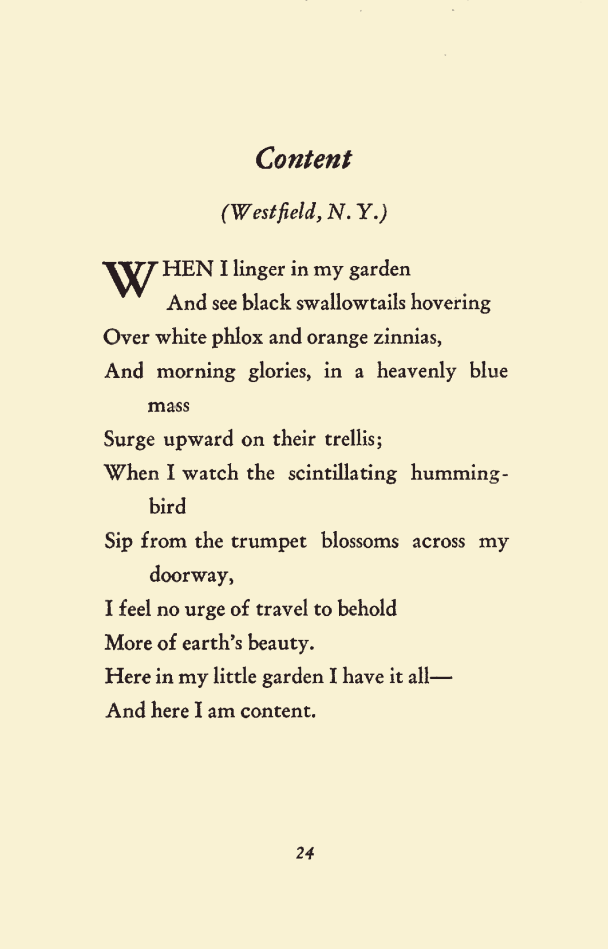 Content
(Westfield, N. Y.)
WHEN I linger in my garden
And see black swallowtails hovering
Over white phlox and orange zinnias,
And morning glories, in a heavenly blue
mass
Surge upward on their trellis;
When I watch the scintillating humming-
bird
Sip from the trumpet blossoms across my
doorway,
I feel no urge of travel to behold
More of earth's beauty.
Here in my little garden I have it all—
And here I am content.
24